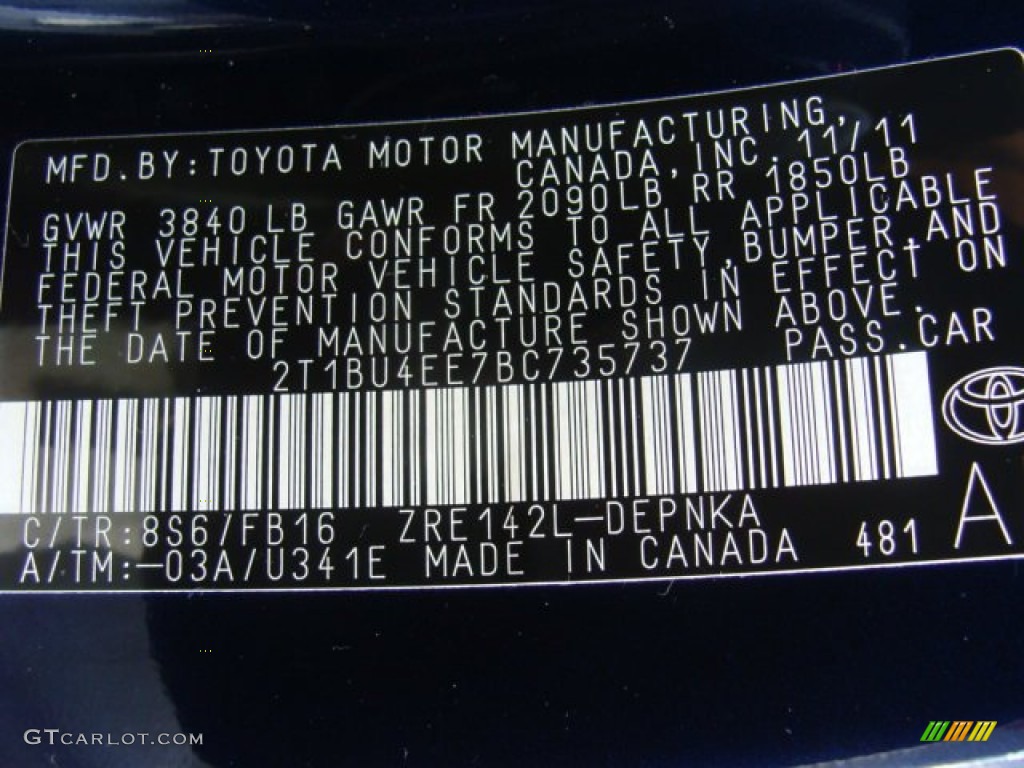 MFD.BY:TOYOTA MOTOR MANUFACTURING,
CANADA,INC. 11/11
GVWR 3840 LB GAWR FR 2090LB RR 1850LB
THIS VEHICLE CONFORMS TO ALL APPLICABLE
FEDERAL MOTOR VEHICLE SAFETY,BUMPER,AND
THEFT PREVENTION STANDARDS IN EFFECT ON
THE DATE OF MANUFACTURE SHOWN ABOVE.
2T1BU4EE7BC735737 PASS.CAR
C/TR:8S6/FB16 ZRE142L-DEPNKA
A/TM:-03A/U341E MADE IN CANADA 481 A
GTCARLOT.COM